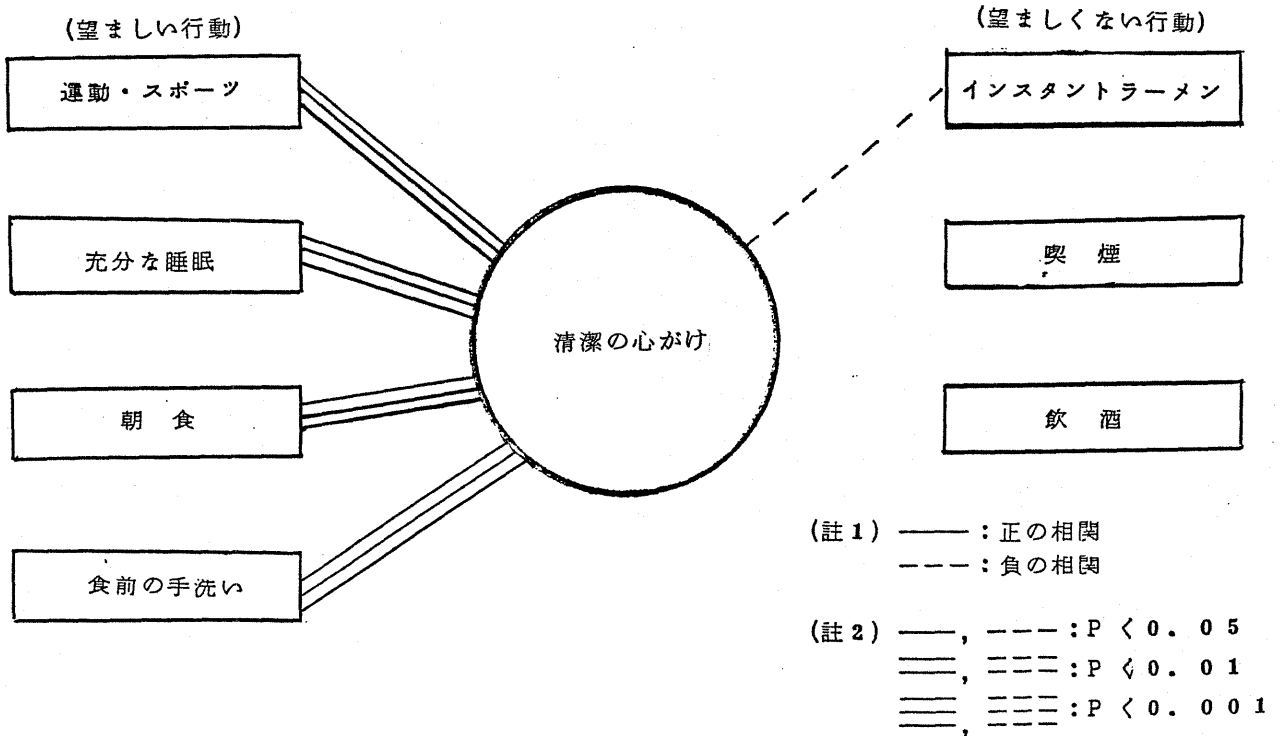 (望ましい行動)
運動・スポーツ
充分な睡眠
朝 食
食前の手洗い
清潔の心がけ
(望ましくない行動)
インスタントラーメン
喫 煙
飲 酒
(註1) ―――:正の相関
- - -:負の相関
(註2) ―――, - - -:P<0.05
, :P<0.01
, :P<0.001